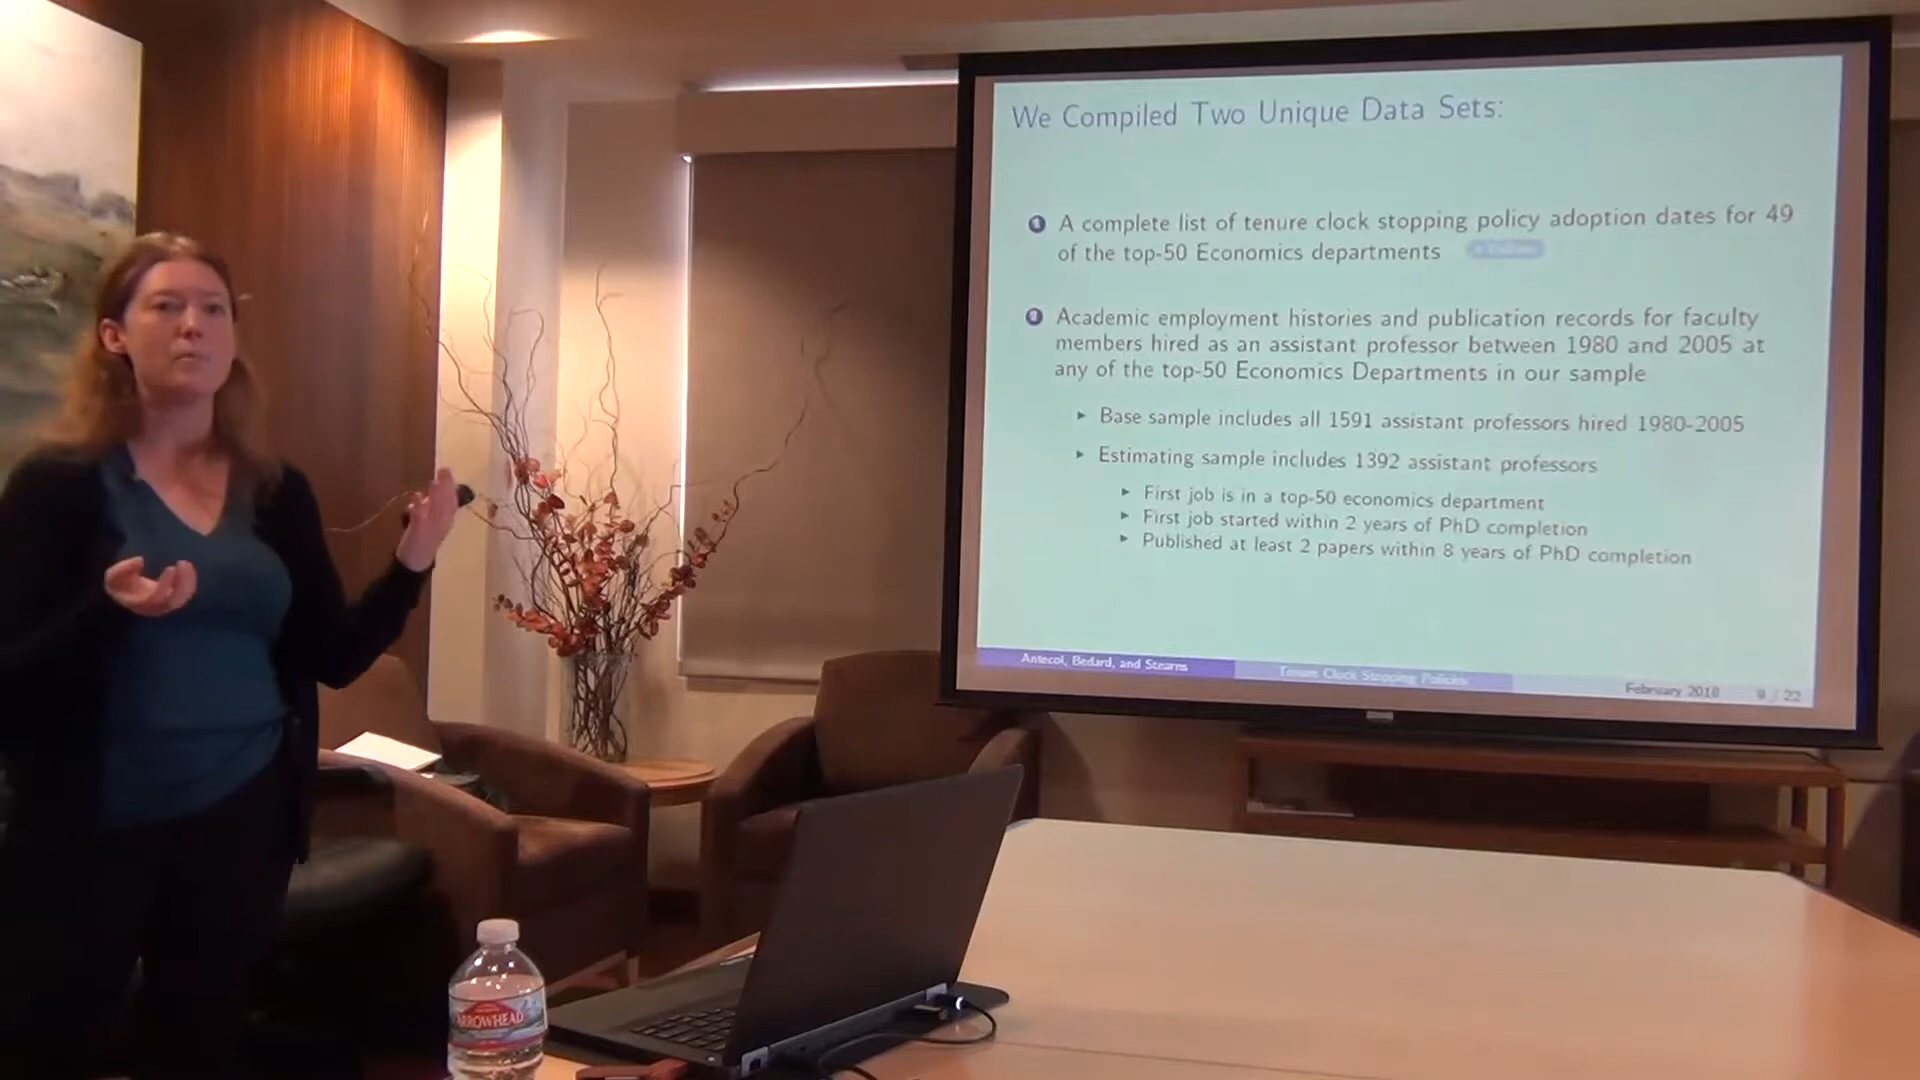 We Compiled Two Unique Data Sets:
1 A complete list of tenure clock stopping policy adoption dates for 49
of the top-50 Economics departments
2 Academic employment histories and publication records for faculty
members hired as an assistant professor between 1980 and 2005 at
any of the top-50 Economics Departments in our sample
Base sample includes all 1591 assistant professors hired 1980-2005
Estimating sample includes 1392 assistant professors
First job is in a top-50 economics department
First job started within 2 years of PhD completion
Published at least 2 papers within 8 years of PhD completion
Antecol, Bedard, and Stearns Tenure Clock Stopping Policies February 2018 9 / 22
ARROWHEAD